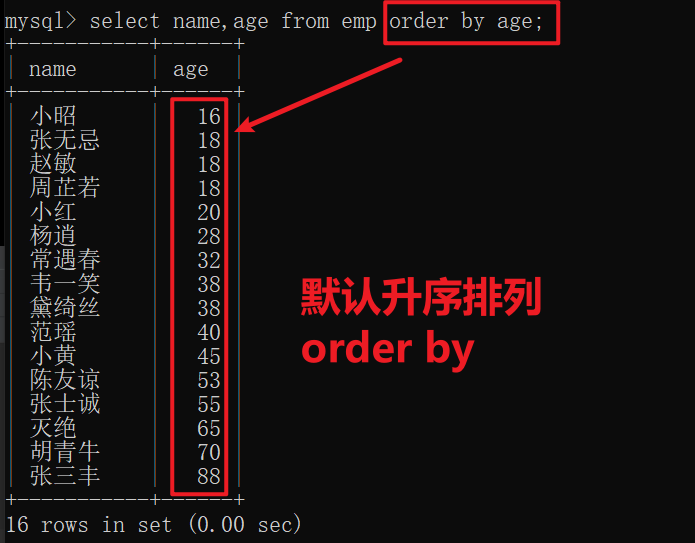 mysql> select name,age from emp order by age;
+-----------+------+
| name      | age  |
+-----------+------+
| 小昭 | 16 |
| 张无忌 | 18 |
| 赵敏 | 18 |
| 周芷若 | 18 |
| 小红 | 20 |
| 杨逍 | 28 |
| 常遇春 | 32 |
| 韦一笑 | 38 |
| 黛绮丝 | 38 |
| 范瑶 | 40 |
| 小黄 | 45 |
| 陈友谅 | 53 |
| 张士诚 | 55 |
| 灭绝 | 65 |
| 胡青牛 | 70 |
| 张三丰 | 88 |
+-----------+------+
16 rows in set (0.00 sec)
默认升序排列
order by